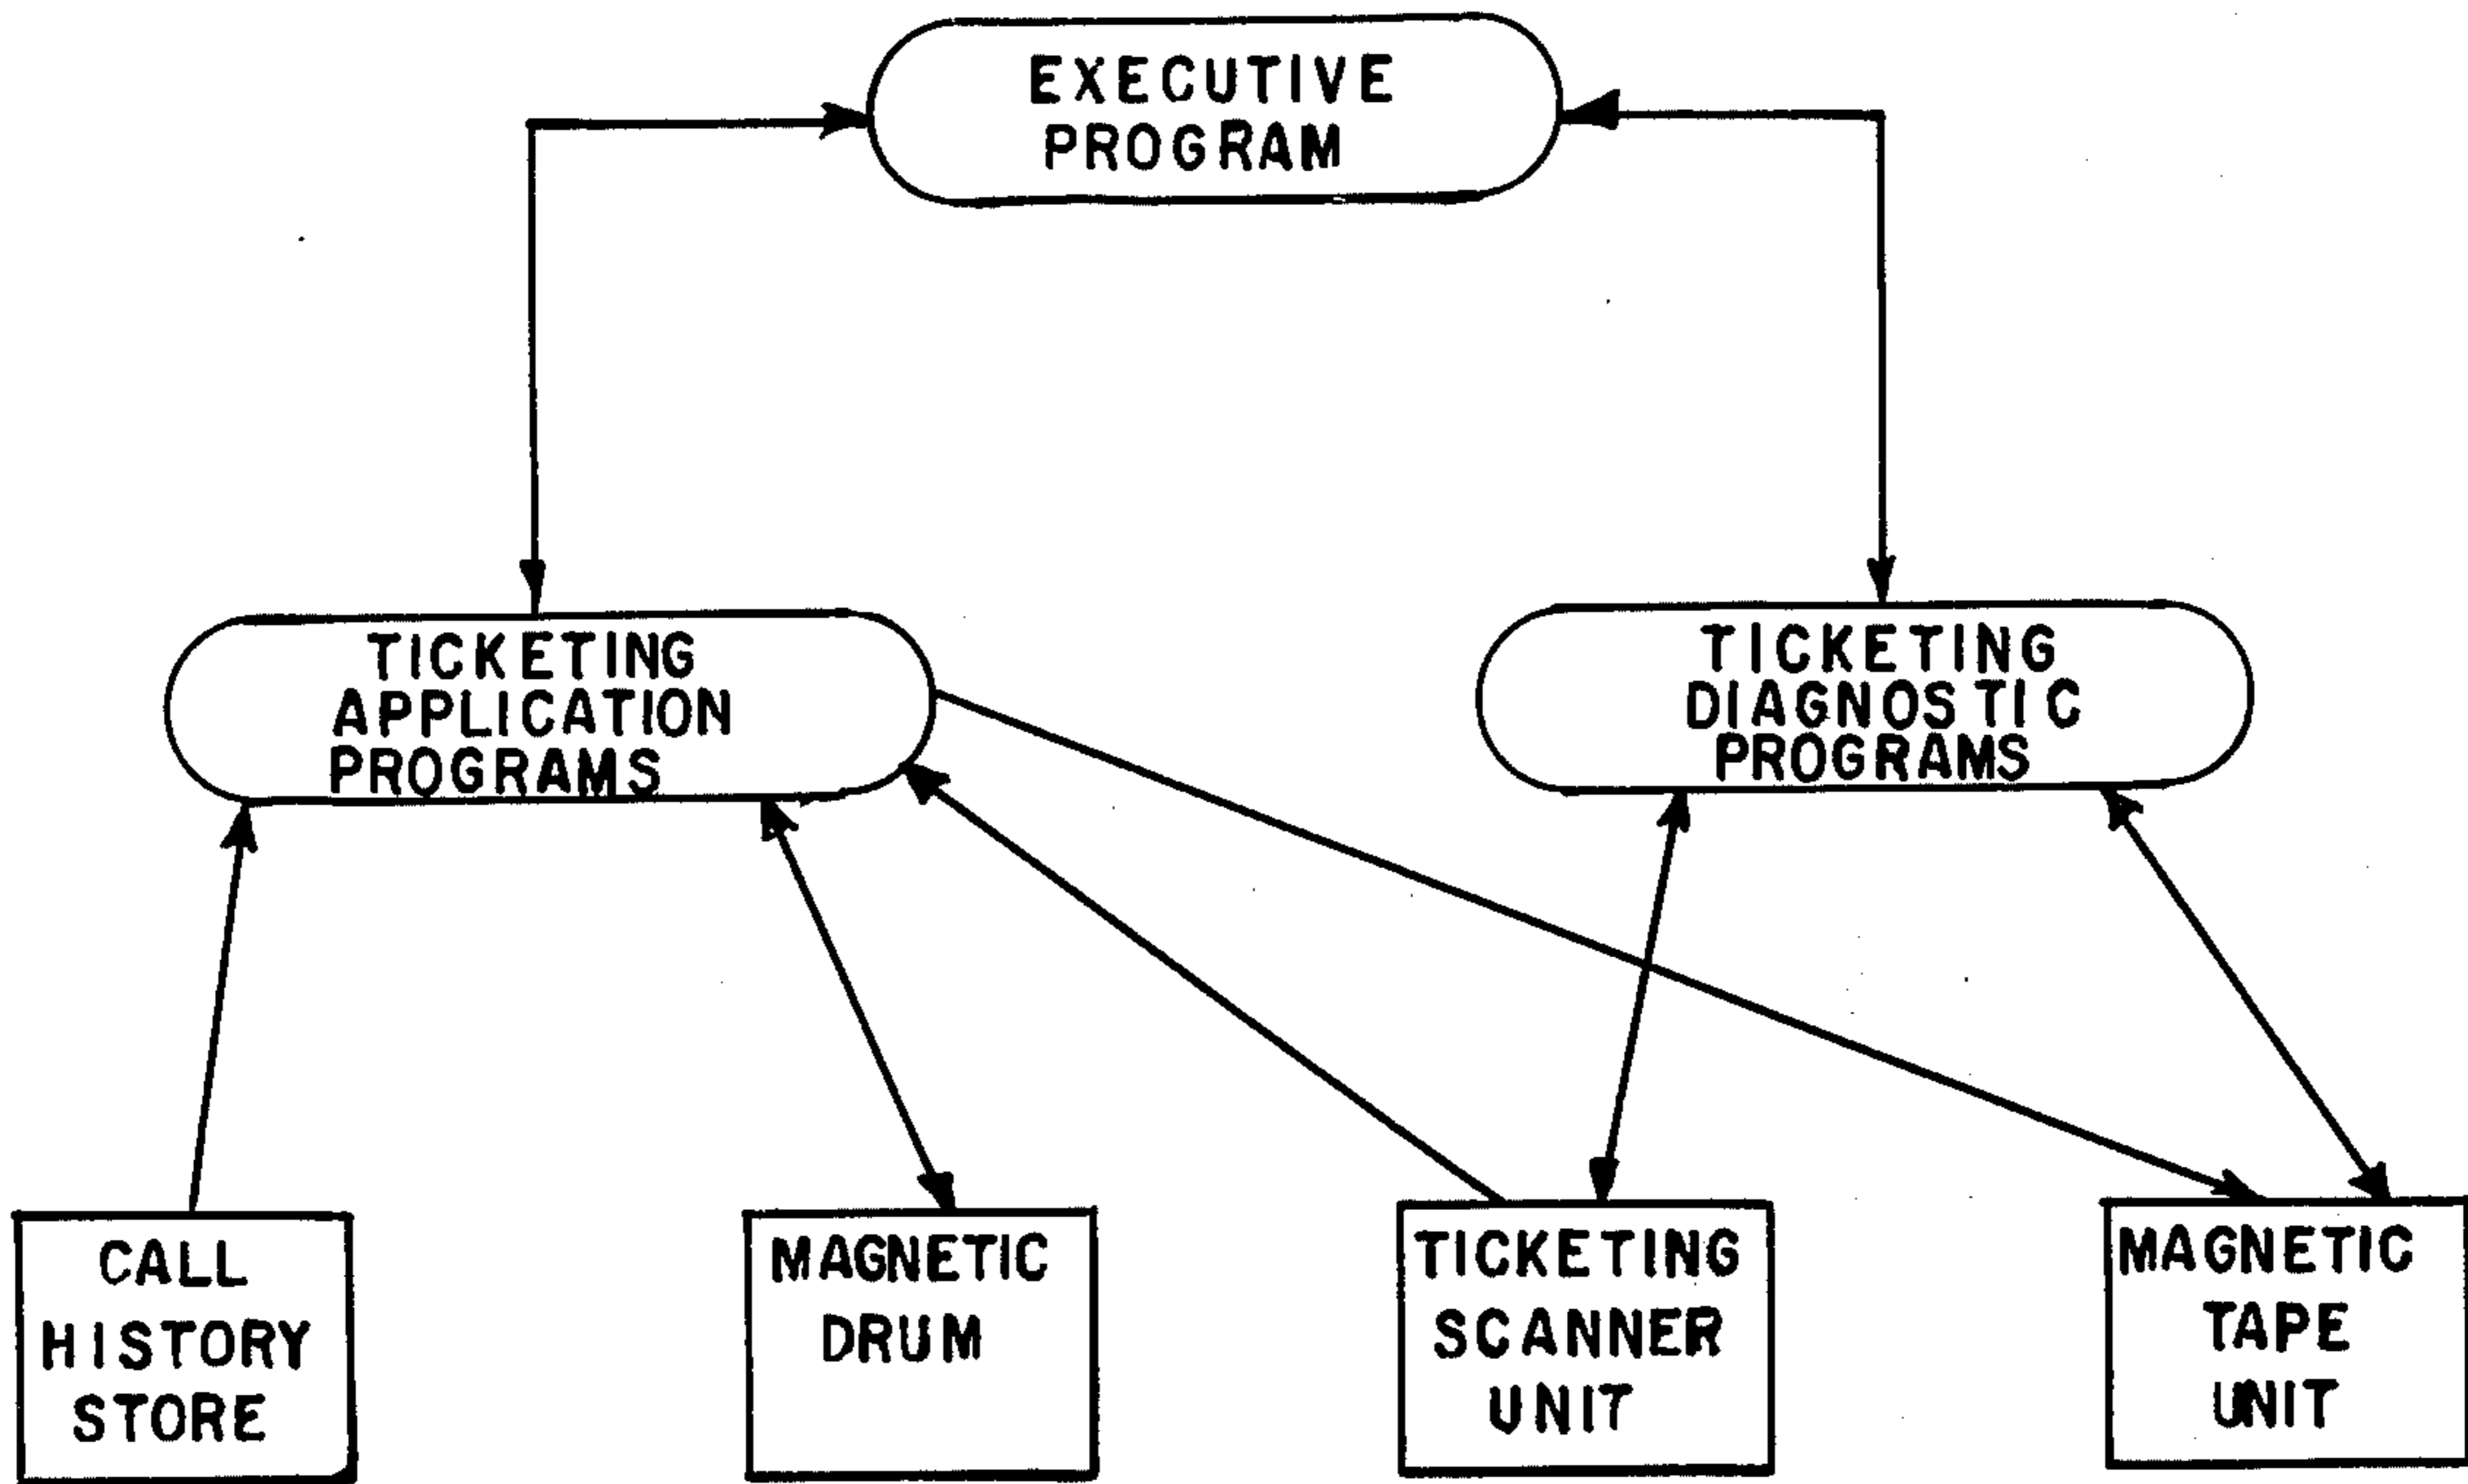 EXECUTIVE
PROGRAM
TICKETING
APPLICATION
PROGRAMS
TICKETING
DIAGNOSTIC
PROGRAMS
CALL
HISTORY
STORE
MAGNETIC
DRUM
TICKETING
SCANNER
UNIT
MAGNETIC
TAPE
UNIT